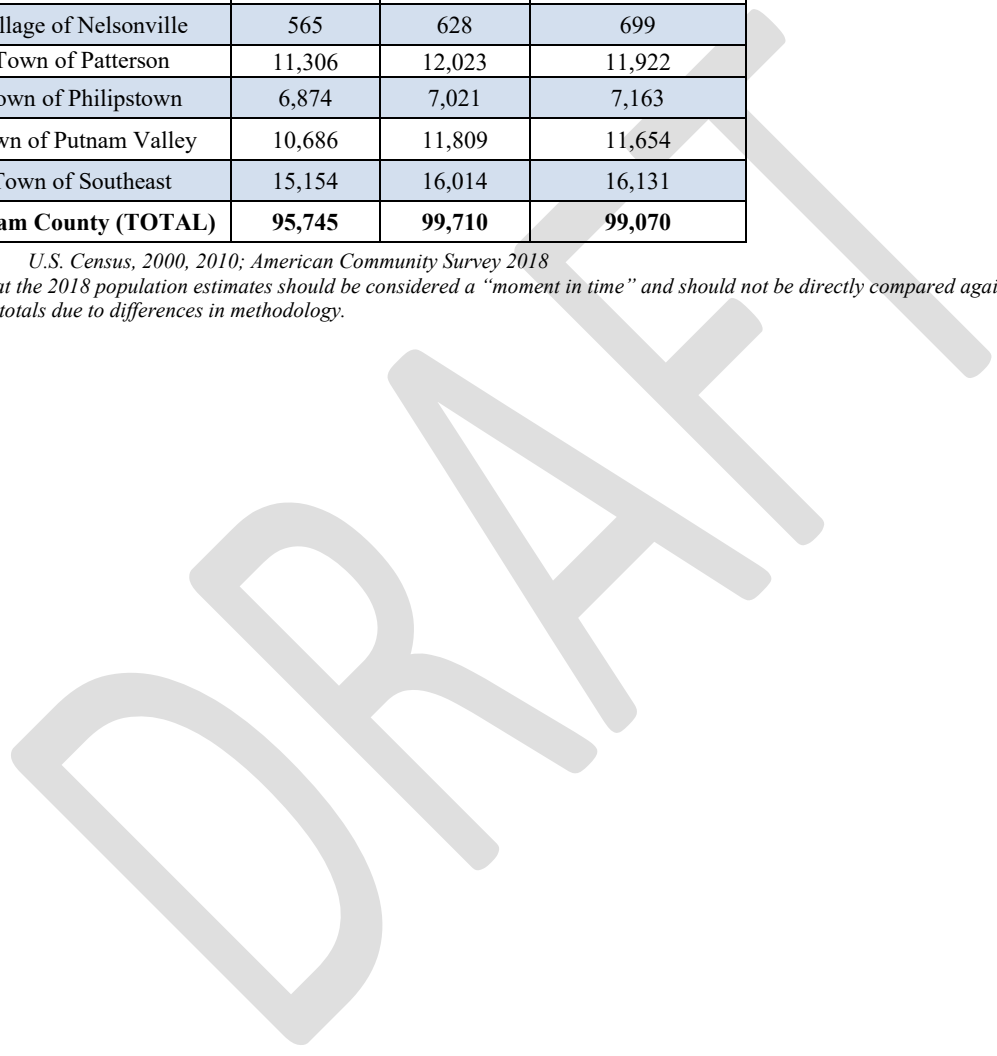 llage of Nelsonville 565 628 699
Town of Patterson 11,306 12,023 11,922
own of Philipstown 6,874 7,021 7,163
wn of Putnam Valley 10,686 11,809 11,654
Town of Southeast 15,154 16,014 16,131
am County (TOTAL) 95,745 99,710 99,070
U.S. Census, 2000, 2010; American Community Survey 2018
at the 2018 population estimates should be considered a “moment in time” and should not be directly compared agai
totals due to differences in methodology.
DRAFT